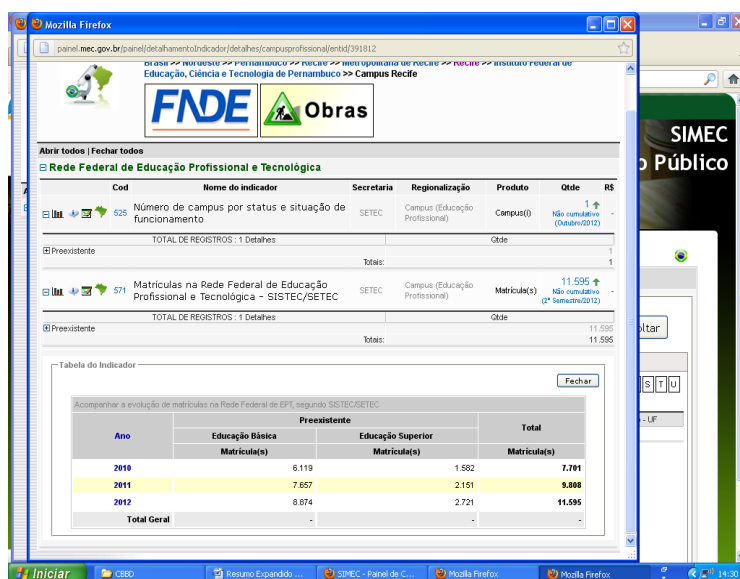 Mozilla Firefox
painel.mec.gov.br/painel/detalhamentoIndicador/detalhes/campusprofissional/entid/391812
Brasil >> Nordeste >> Pernambuco >> Recife >> Metropolitana de Recife >> Recife >> Instituto Federal de
Educação, Ciência e Tecnologia de Pernambuco >> Campus Recife
FNDE Obras
Abrir todos | Fechar todos
Rede Federal de Educação Profissional e Tecnológica
Cod Nome do indicador Secretaria Regionalização Produto Qtde R$
525 Número de campus por status e situação de funcionamento SETEC Campus (Educação Profissional) Campus(i) 1 Não cumulativo (Outubro/2012) -
TOTAL DE REGISTROS : 1 Detalhes Qtde
Preexistente 1
Totais: 1
571 Matrículas na Rede Federal de Educação Profissional e Tecnológica - SISTEC/SETEC SETEC Campus (Educação Profissional) Matrícula(s) 11.595 Não cumulativo (2° Semestre/2012) -
TOTAL DE REGISTROS : 1 Detalhes Qtde
Preexistente 11.595
Totais: 11.595
Tabela do Indicador
Fechar
Acompanhar a evolução de matrículas na Rede Federal de EPT, segundo SISTEC/SETEC
Ano Preexistente Total
Educação Básica Educação Superior
Matrícula(s) Matrícula(s) Matrícula(s)
2010 6.119 1.582 7.701
2011 7.657 2.151 9.808
2012 8.874 2.721 11.595
Total Geral - - -
SIMEC
o Público
oltar
S T U
- UF
Iniciar CBBD Resumo Expandido ... SIMEC - Painel de C... Mozilla Firefox Mozilla Firefox 14:30